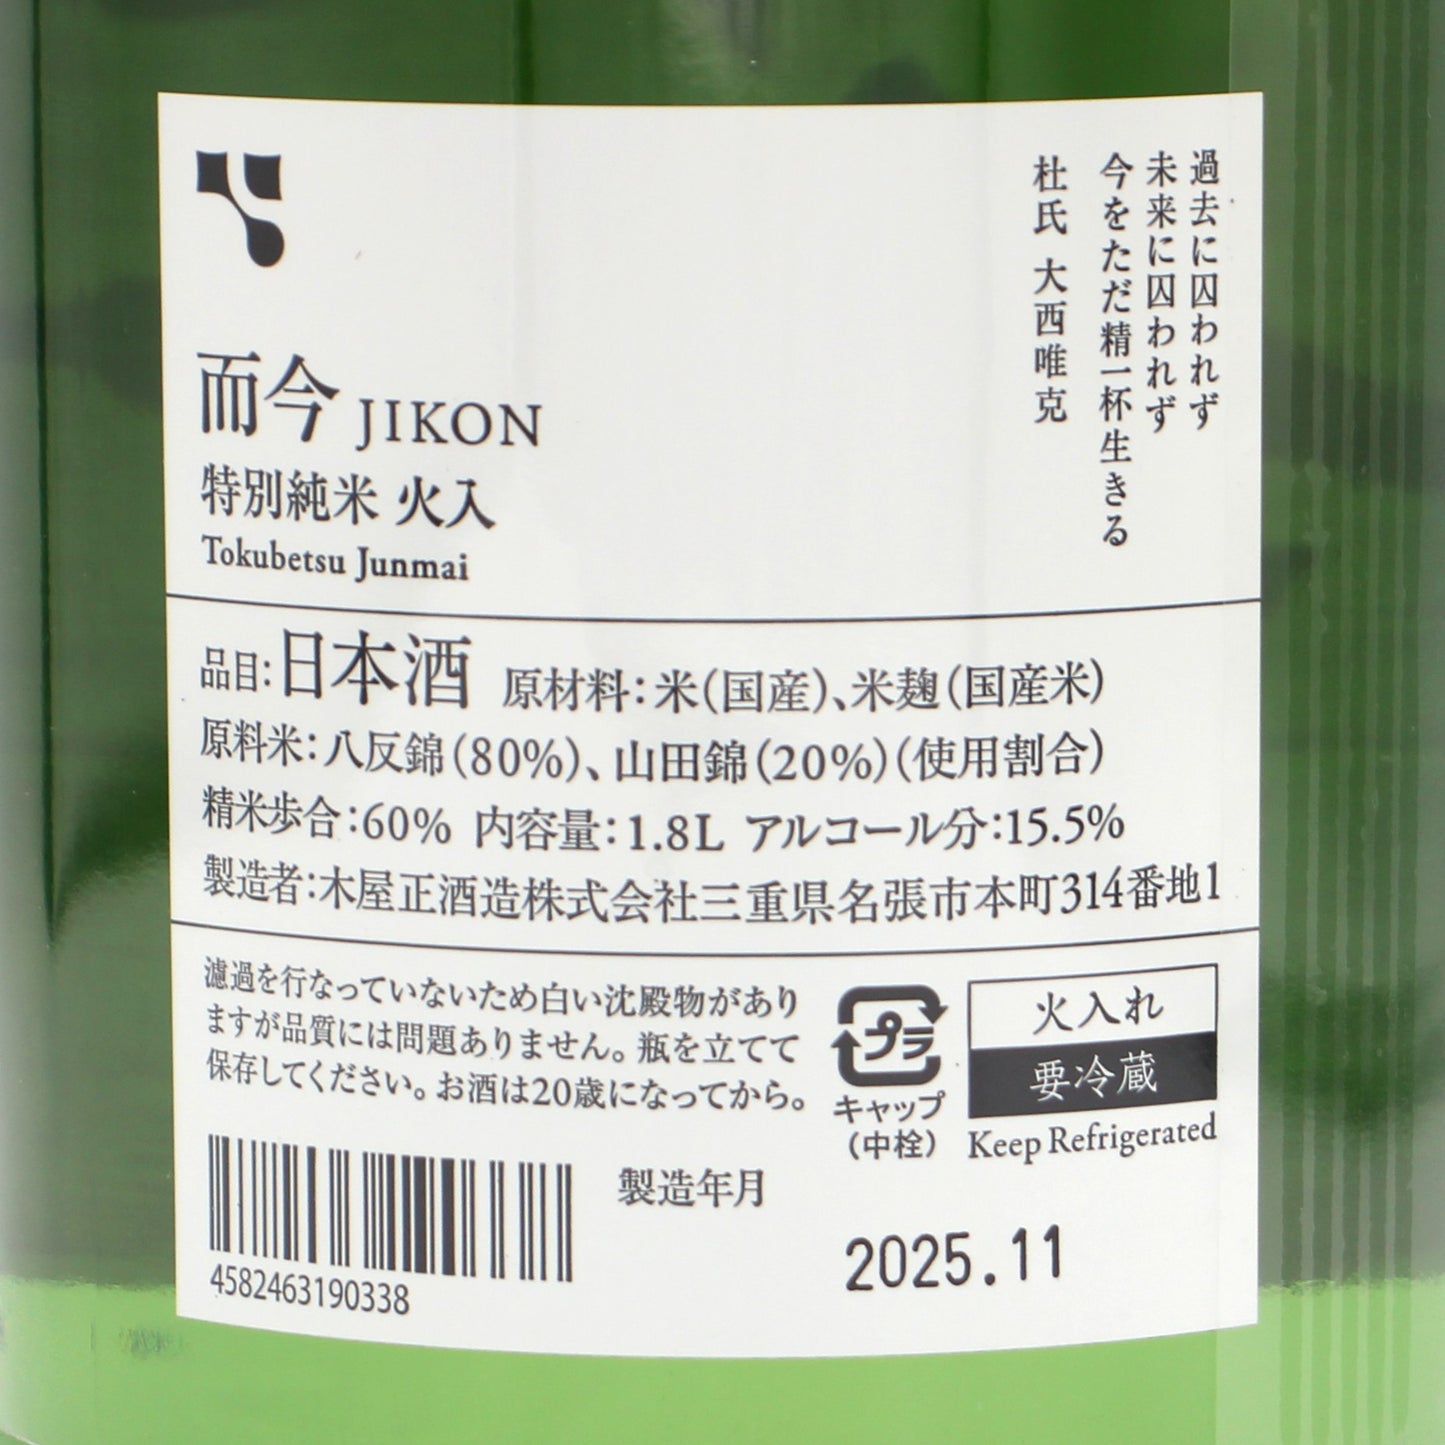 過去に囚われず
未来に囚われず
今をただ精一杯生きる
杜氏 大西唯克
而今 JIKON
特別純米 火入
Tokubetsu Junmai
品目:日本酒 原材料:米(国産)、米麹(国産米)
原料米:八反錦(80%)、山田錦(20%)(使用割合)
精米歩合:60% 内容量:1.8L アルコール分:15.5%
製造者:木屋正酒造株式会社三重県名張市本町314番地1
濾過を行なっていないため白い沈殿物があり
ますが品質には問題ありません。瓶を立てて
保存してください。お酒は20歳になってから。
プラ
キャップ
(中栓)
火入れ
要冷蔵
Keep Refrigerated
製造年月
2025.11
4582463190338